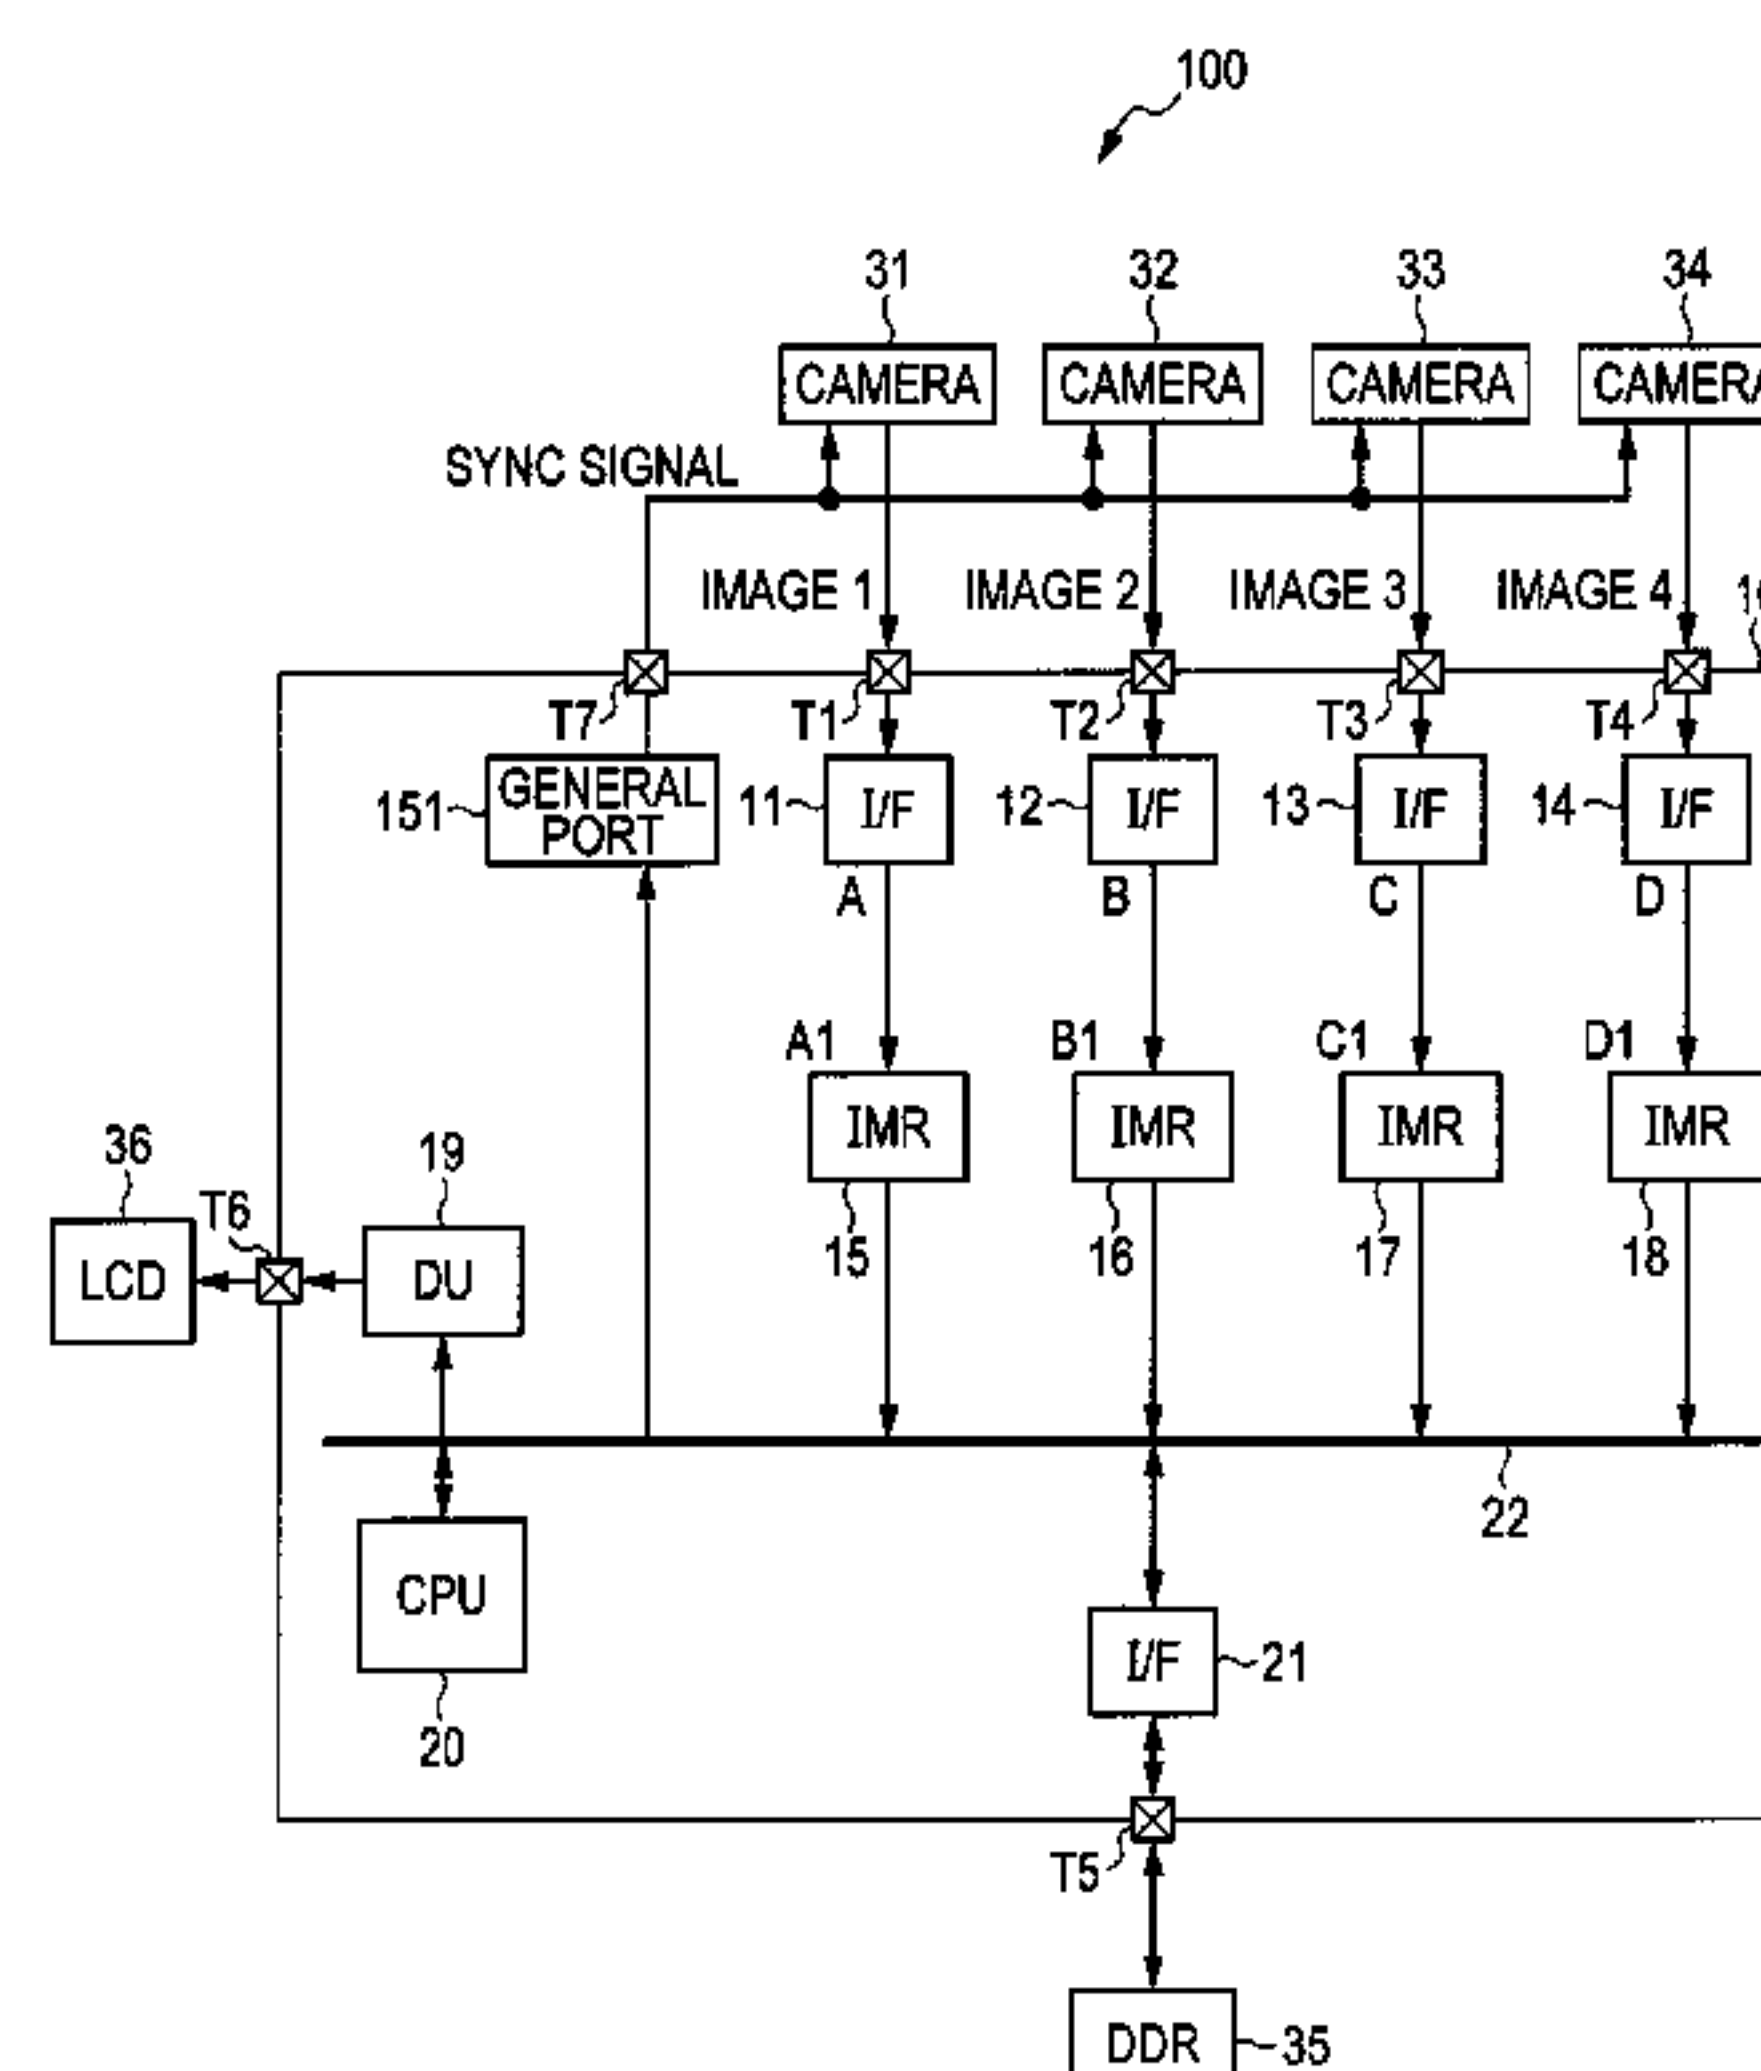 100
31 32 33 34
CAMERA CAMERA CAMERA CAMERA
SYNC SIGNAL
IMAGE 1 IMAGE 2 IMAGE 3 IMAGE 4
T7 T1 T2 T3 T4
151 GENERAL PORT 11 I/F 12 I/F 13 I/F 14 I/F
A B C D
A1 B1 C1 D1
IMR IMR IMR IMR
36 19
T6
15 16 17 18
LCD DU
22
CPU
I/F 21
20
T5
DDR 35